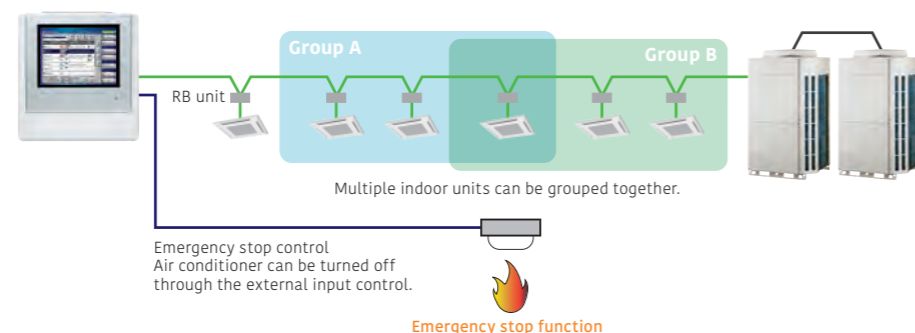 Group A
Group B
RB unit
Multiple indoor units can be grouped together.
Emergency stop control
Air conditioner can be turned off
through the external input control.
Emergency stop function